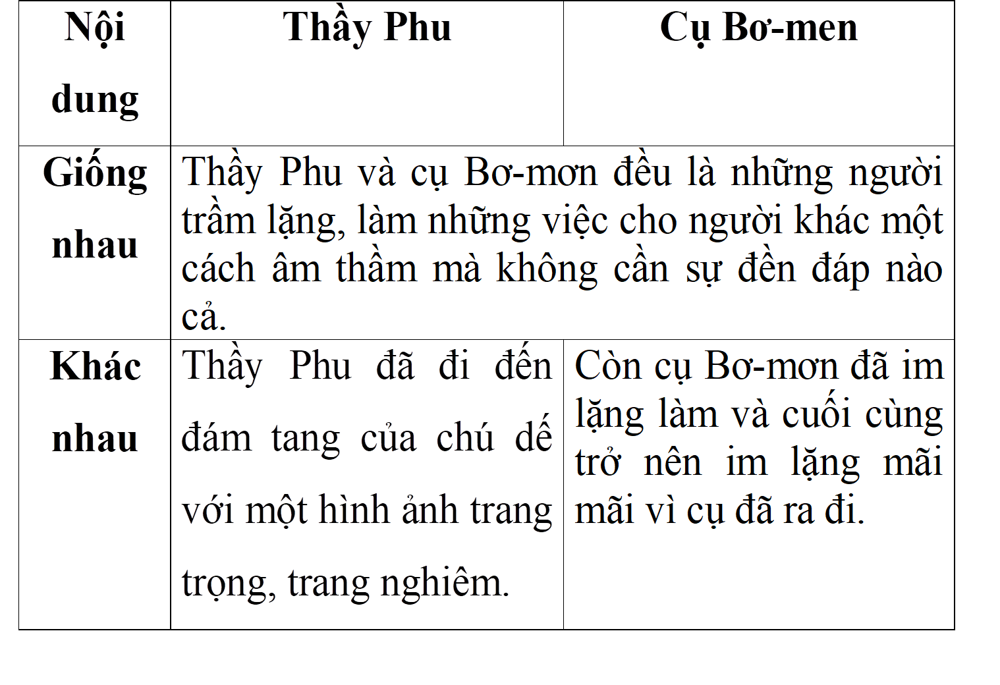 Nội
dung
Thầy Phu
Cụ Bơ-men
Giống
nhau
Thầy Phu và cụ Bơ-mơn đều là những người
trầm lặng, làm những việc cho người khác một
cách âm thầm mà không cần sự đền đáp nào
cả.
Khác
nhau
Thầy Phu đã đi đến
đám tang của chú dế
với một hình ảnh trang
trọng, trang nghiêm.
Còn cụ Bơ-mơn đã im
lặng làm và cuối cùng
trở nên im lặng mãi
mãi vì cụ đã ra đi.